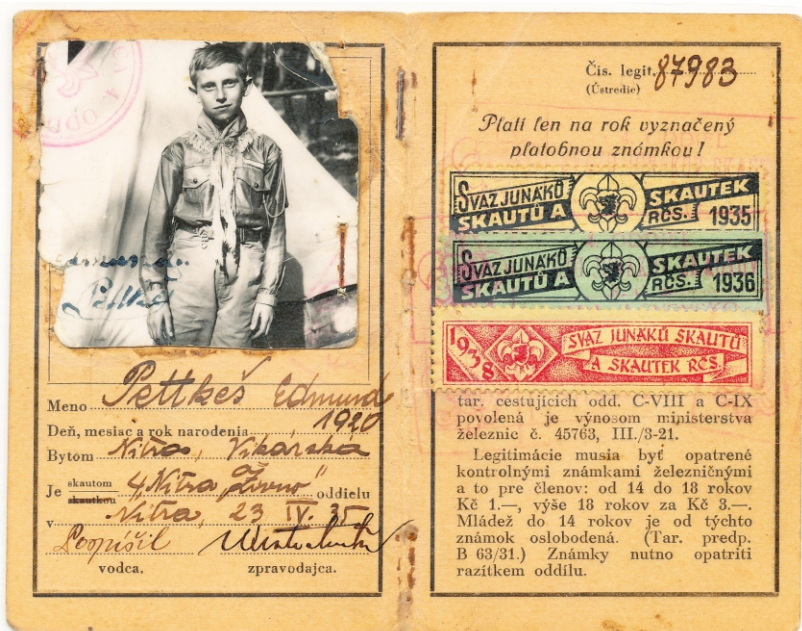 Meno Pettkeš Edmund
1920
Deň, mesiac a rok narodenia
Bytom Nitra, Vikárska
Je skautom 4. Nitra oddielu
skautkou
v Nitra, 23 IV. 35
Pospíšil
vodca. zpravodajca.
Čís. legit. 87983
(Ústredie)
Platí len na rok vyznačený
platobnou známkou!
SVAZ JUNÁKŮ
SKAUTŮ A
SKAUTEK
RČS. 1935
SVAZ JUNÁKŮ
SKAUTŮ A
SKAUTEK
RČS. 1936
1938
SVAZ JUNÁKŮ SKAUTŮ
A SKAUTEK RČS.
tar. cestujících odd. C-VIII a C-IX
povolená je výnosom ministerstva
železnic č. 45763, III./3-21.
Legitimácie musia byť opatrené
kontrolnými známkami železničnými
a to pre členov: od 14 do 18 rokov
Kč 1.—, výše 18 rokov za Kč 3.—.
Mládež do 14 rokov je od týchto
známok oslobodená. (Tar. predp.
B 63/31.) Známky nutno opatriti
razítkem oddílu.